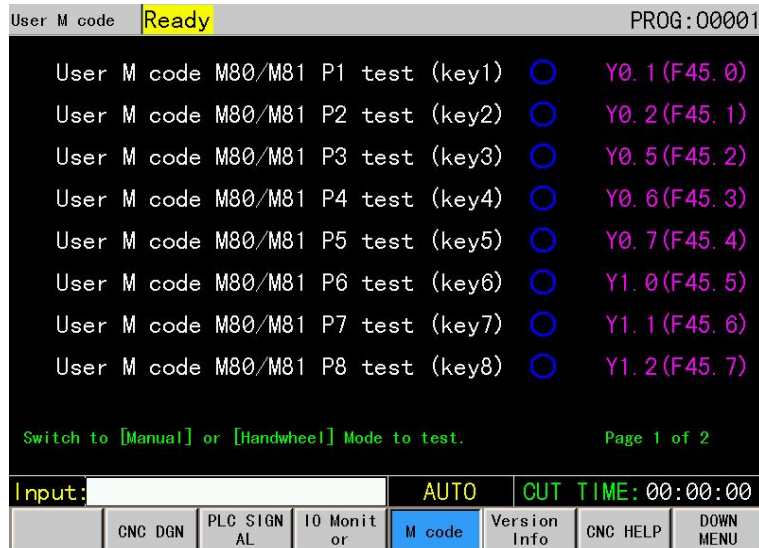 User M code Ready PROG:O0001
User M code M80/M81 P1 test (key1) Y0.1(F45.0)
User M code M80/M81 P2 test (key2) Y0.2(F45.1)
User M code M80/M81 P3 test (key3) Y0.5(F45.2)
User M code M80/M81 P4 test (key4) Y0.6(F45.3)
User M code M80/M81 P5 test (key5) Y0.7(F45.4)
User M code M80/M81 P6 test (key6) Y1.0(F45.5)
User M code M80/M81 P7 test (key7) Y1.1(F45.6)
User M code M80/M81 P8 test (key8) Y1.2(F45.7)
Switch to [Manual] or [Handwheel] Mode to test. Page 1 of 2
Input: AUTO CUT TIME:00:00:00
CNC DGN PLC SIGN IO Monit M code Version CNC HELP DOWN
AL or Info MENU